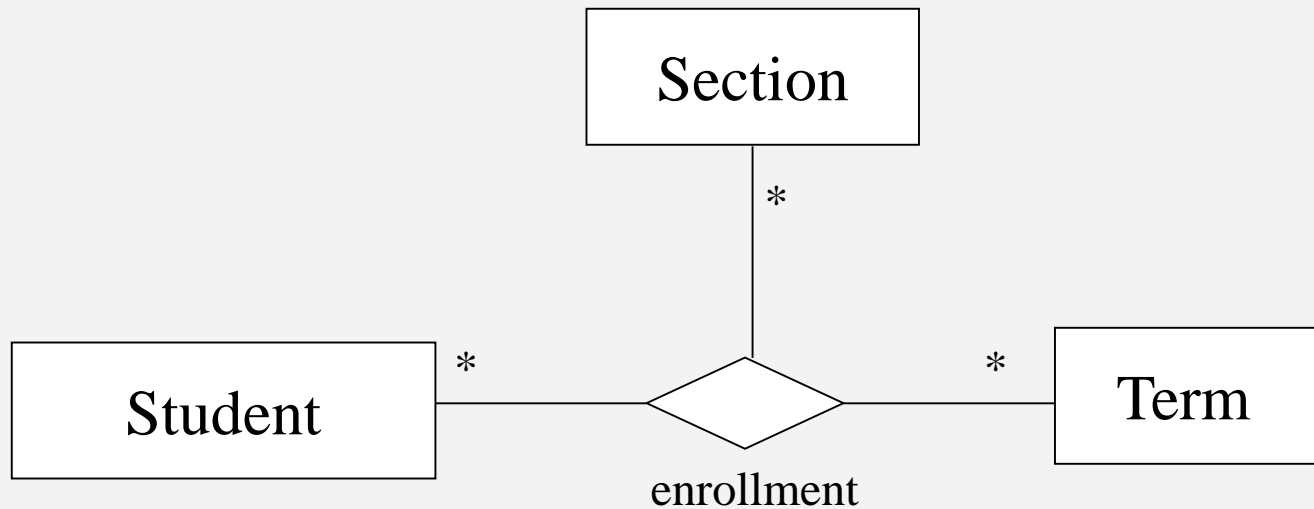 Section
*
*
*
Student
Term
enrollment